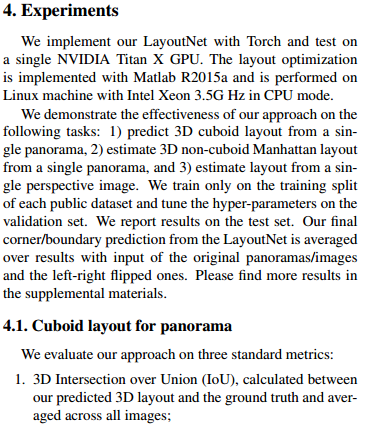 4. Experiments
We implement our LayoutNet with Torch and test on
a single NVIDIA Titan X GPU. The layout optimization
is implemented with Matlab R2015a and is performed on
Linux machine with Intel Xeon 3.5G Hz in CPU mode.
We demonstrate the effectiveness of our approach on the
following tasks: 1) predict 3D cuboid layout from a sin-
gle panorama, 2) estimate 3D non-cuboid Manhattan layout
from a single panorama, and 3) estimate layout from a sin-
gle perspective image. We train only on the training split
of each public dataset and tune the hyper-parameters on the
validation set. We report results on the test set. Our final
corner/boundary prediction from the LayoutNet is averaged
over results with input of the original panoramas/images
and the left-right flipped ones. Please find more results in
the supplemental materials.
4.1. Cuboid layout for panorama
We evaluate our approach on three standard metrics:
1. 3D Intersection over Union (IoU), calculated between
our predicted 3D layout and the ground truth and aver-
aged across all images;